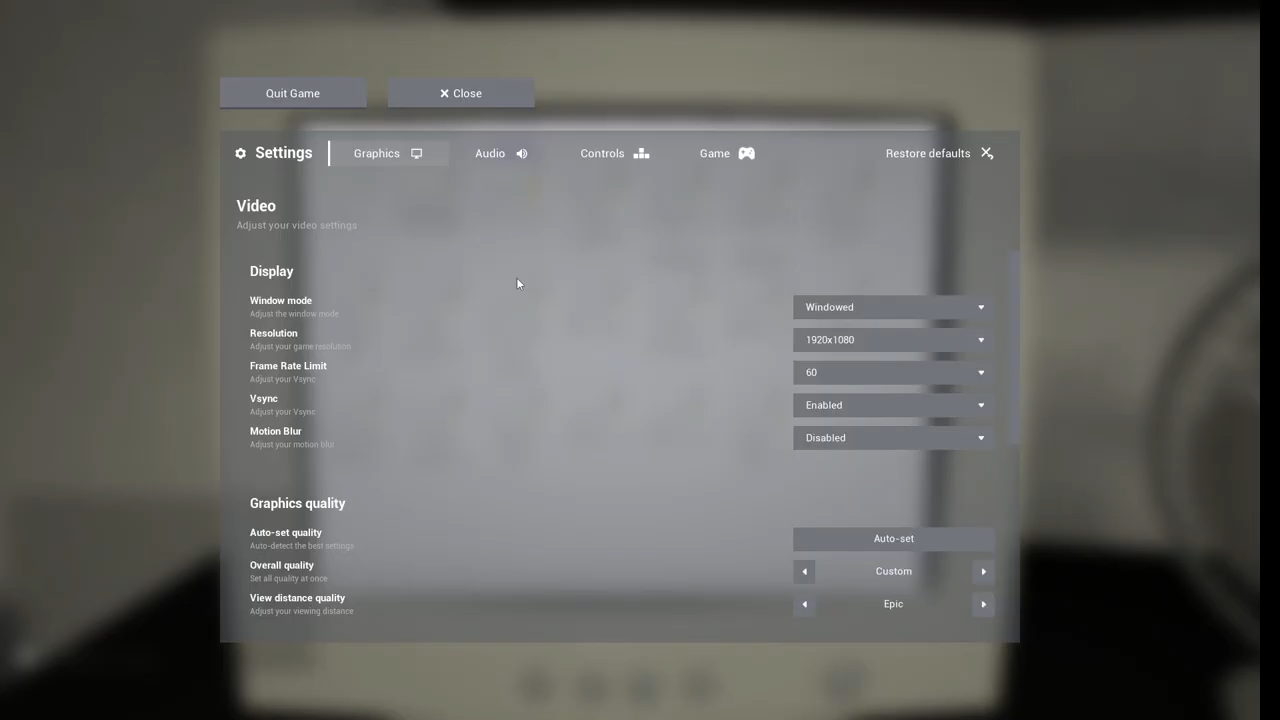 Quit Game
Close
Settings
Graphics
Audio
Controls
Game
Restore defaults
Video
Adjust your video settings
Display
Window mode
Windowed
Adjust the window mode
Resolution
1920x1080
Adjust your game resolution
Frame Rate Limit
60
Adjust your Vsync
Vsync
Enabled
Adjust your Vsync
Motion Blur
Disabled
Adjust your motion blur
Graphics quality
Auto-set quality
Auto-set
Auto-detect the best settings
Overall quality
Custom
Set all quality at once
View distance quality
Epic
Adjust your viewing distance